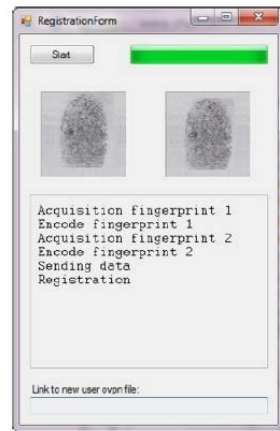 RegistrationForm
Start
Acquisition fingerprint 1
Encode fingerprint 1
Acquisition fingerprint 2
Encode fingerprint 2
Sending data
Registration
Link to new user ovpn file: